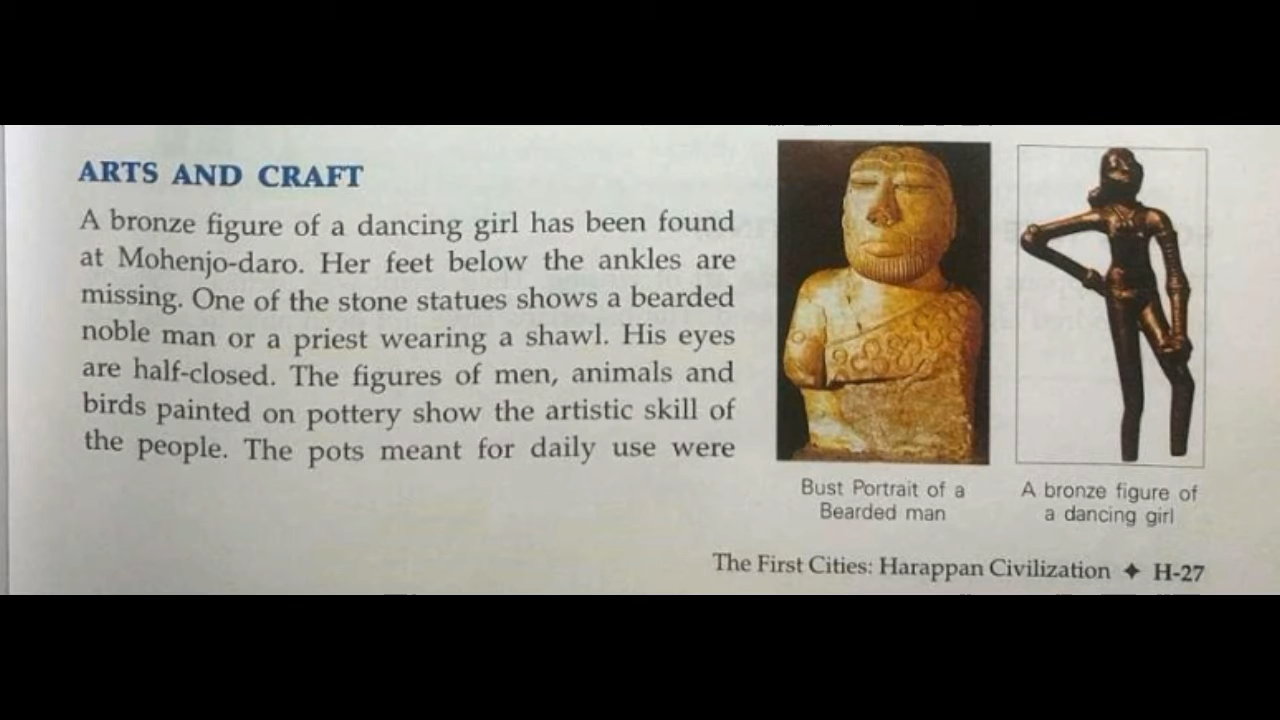 ARTS AND CRAFT
A bronze figure of a dancing girl has been found
at Mohenjo-daro. Her feet below the ankles are
missing. One of the stone statues shows a bearded
noble man or a priest wearing a shawl. His eyes
are half-closed. The figures of men, animals and
birds painted on pottery show the artistic skill of
the people. The pots meant for daily use were
Bust Portrait of a
Bearded man
A bronze figure of
a dancing girl
The First Cities: Harappan Civilization ✦ H-27